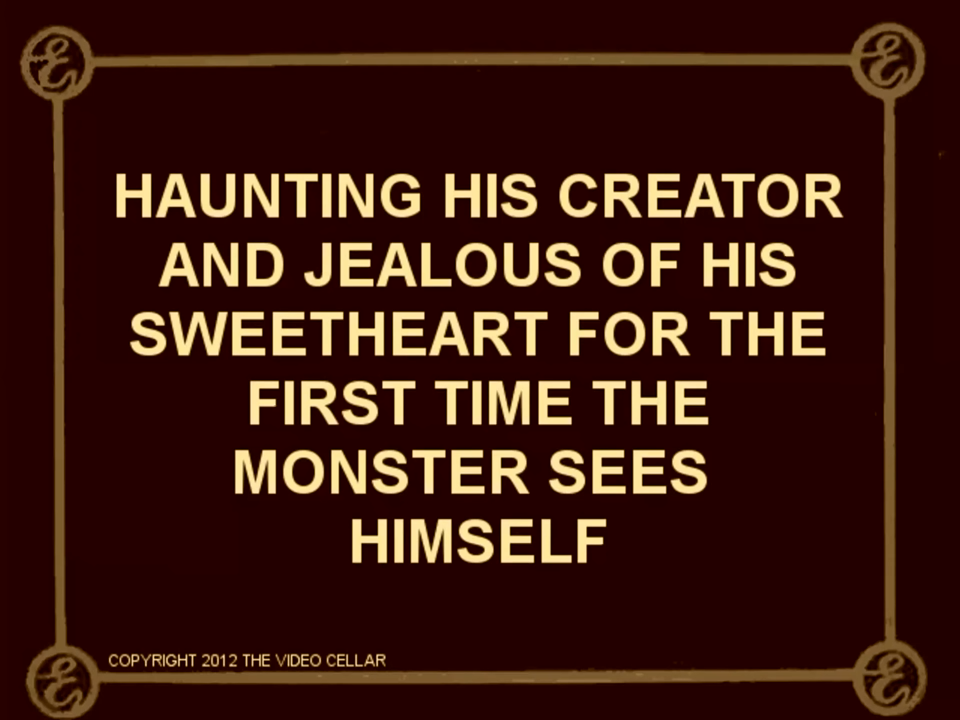 HAUNTING HIS CREATOR
AND JEALOUS OF HIS
SWEETHEART FOR THE
FIRST TIME THE
MONSTER SEES
HIMSELF
COPYRIGHT 2012 THE VIDEO CELLAR